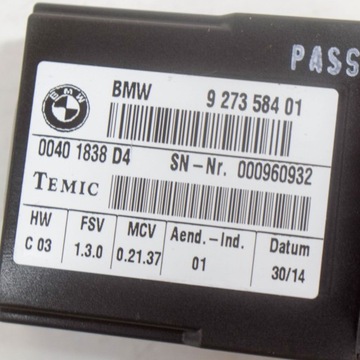 PASS
BMW
BMW 9 273 584 01
0040 1838 D4 SN-Nr. 000960932
TEMIC
HW FSV MCV Aend.-Ind. Datum
C 03 1.3.0 0.21.37 01 30/14